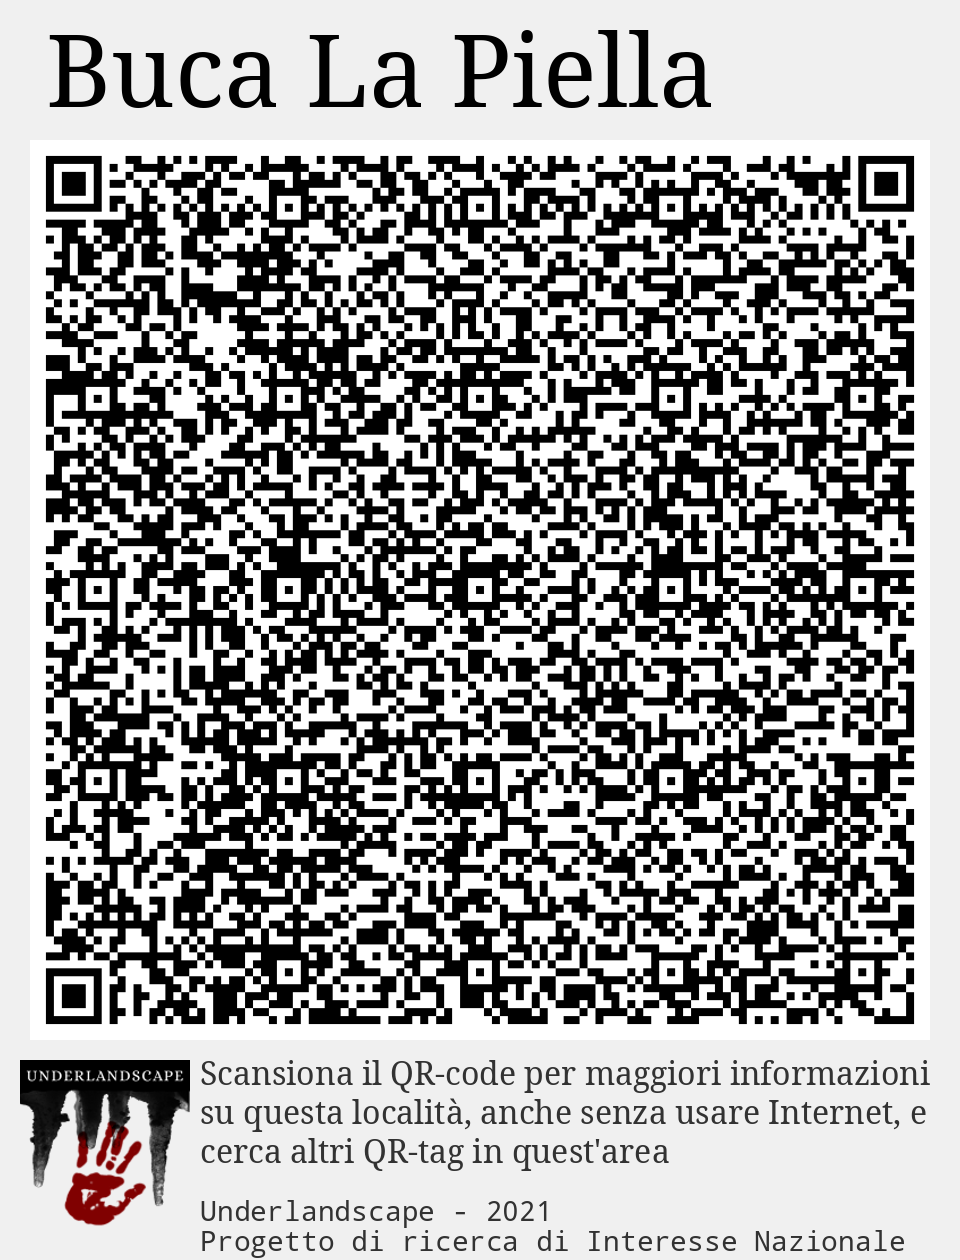 Buca La Piella
UNDERLANDSCAPE
Scansiona il QR-code per maggiori informazioni
su questa località, anche senza usare Internet, e
cerca altri QR-tag in quest'area
Underlandscape - 2021
Progetto di ricerca di Interesse Nazionale